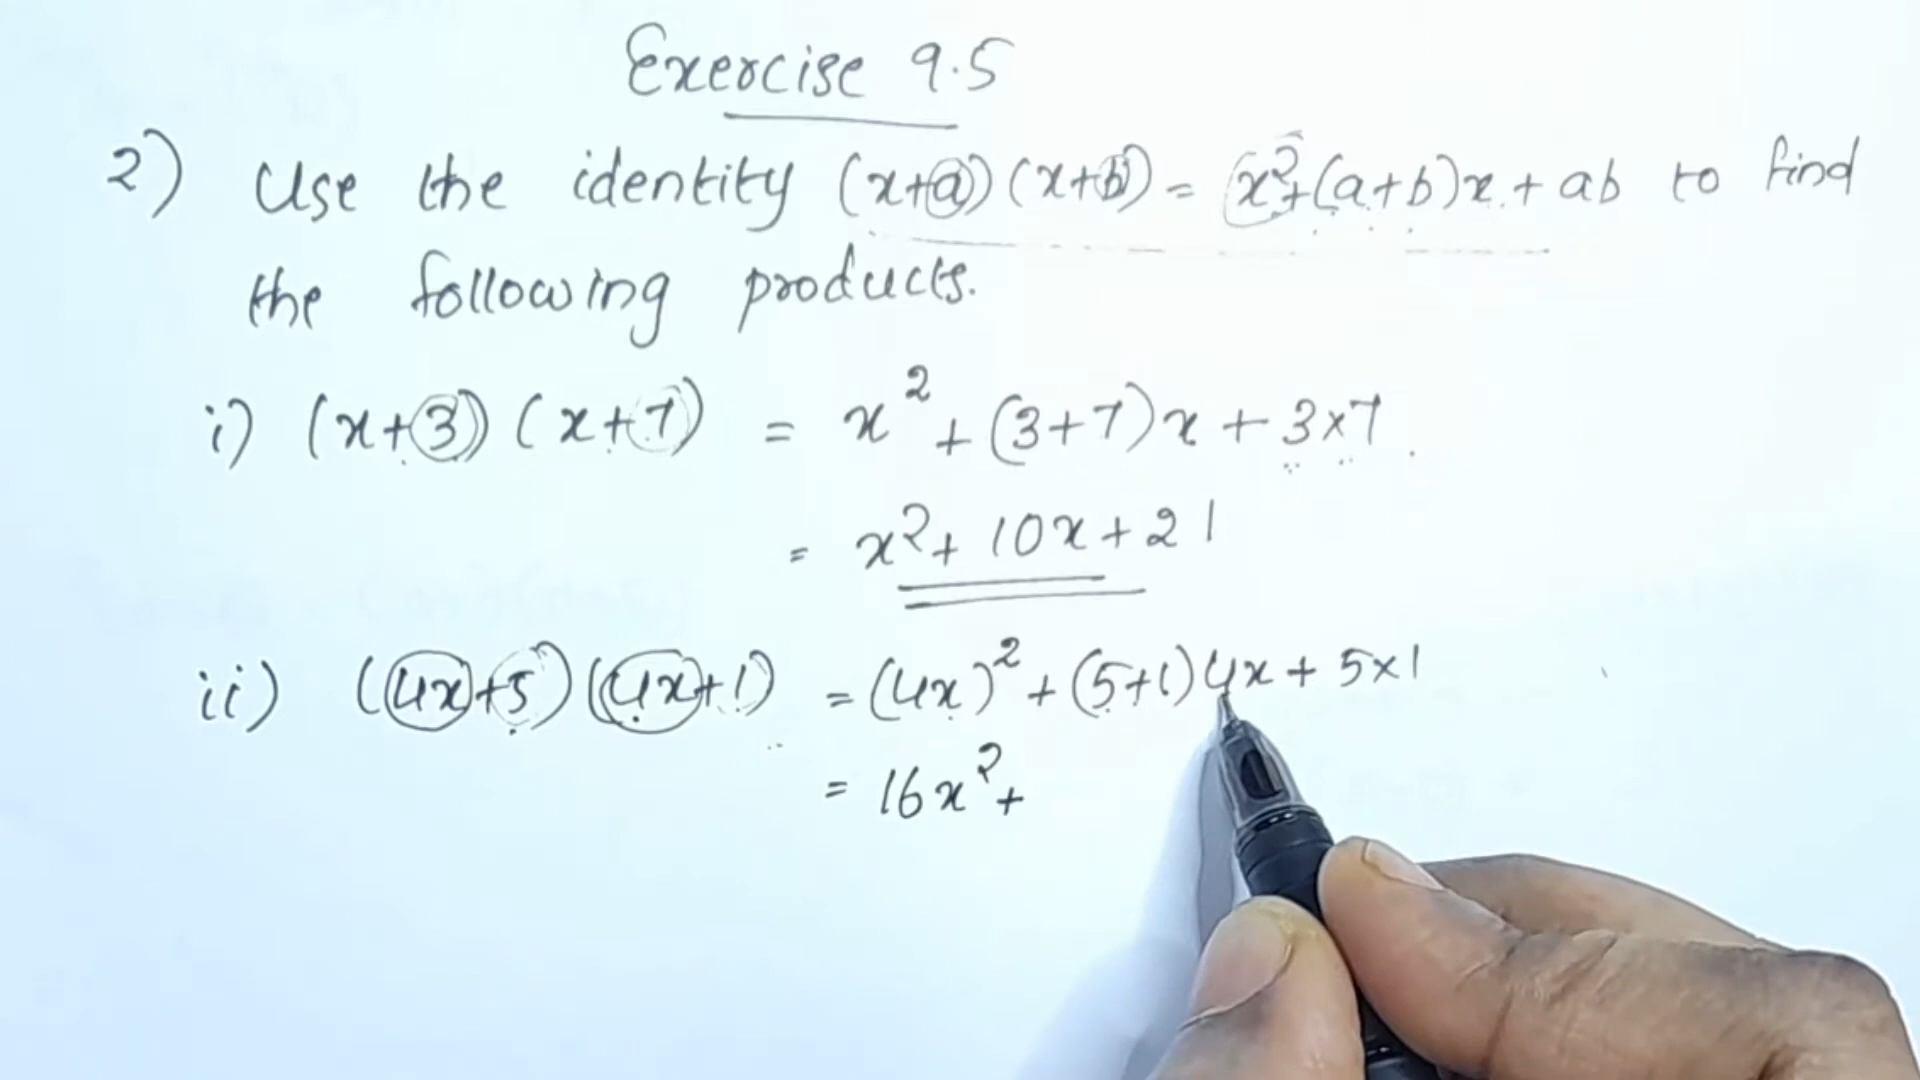 Exercise 9.5
2) Use the identity (x+a)(x+b) = x²+(a+b)x+ab to find
the following products.
i) (x+3)(x+7) = x²+(3+7)x+3×7
= x²+10x+21
ii) (4x+5)(4x+1) = (4x)²+(5+1)4x+5×1
= 16x²+